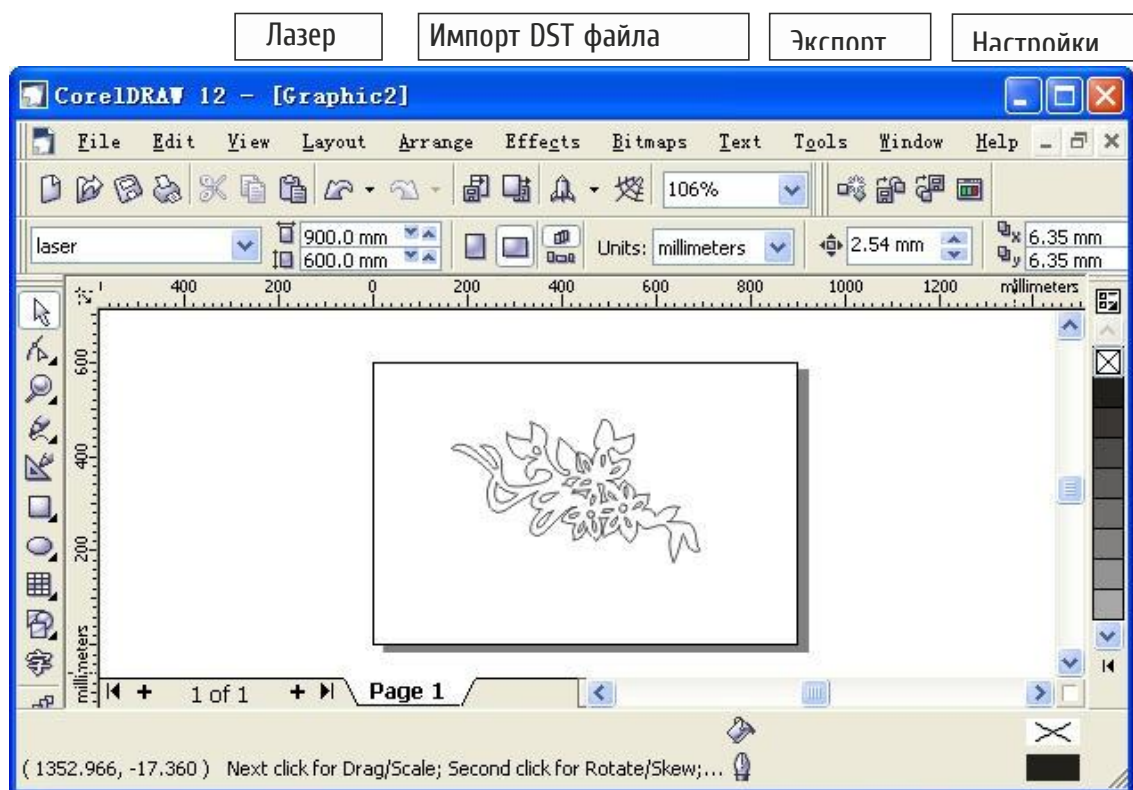 Лазер Импорт DST файла Экспорт Настройки
CorelDRAW 12 - [Graphic2]
File Edit View Layout Arrange Effects Bitmaps Text Tools Window Help
106%
laser 900.0 mm Units: millimeters 2.54 mm x 6.35 mm
600.0 mm y 6.35 mm
400 200 0 200 400 600 800 1000 1200 millimeters
600
400
200
millimeters
1 of 1 Page 1
( 1352.966, -17.360 ) Next click for Drag/Scale; Second click for Rotate/Skew;...